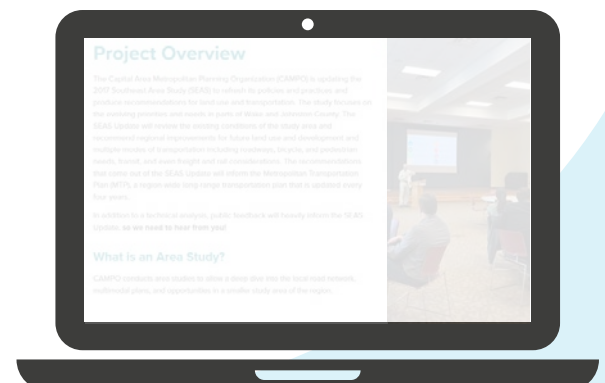 Project Overview
The Capital Area Metropolitan Planning Organization (CAMPO) is updating the
2017 Southeast Area Study (SEAS) to refresh its policies and practices and
produce recommendations for land use and transportation. The study focuses on
the evolving priorities and needs in parts of Wake and Johnston County. The
SEAS Update will review the existing conditions of the study area and
recommend regional improvements for future land use and development and
multiple modes of transportation including roadways, bicycle, and pedestrian
needs, transit, and even freight and rail considerations. The recommendations
that come out of the SEAS Update will inform the Metropolitan Transportation
Plan (MTP), a region-wide long-range transportation plan that is updated every
four years.
In addition to a technical analysis, public feedback will heavily inform the SEAS
Update, so we need to hear from you!
What is an Area Study?
CAMPO conducts area studies to allow a deep dive into the local road network,
multimodal plans, and opportunities in a smaller study area of the region.